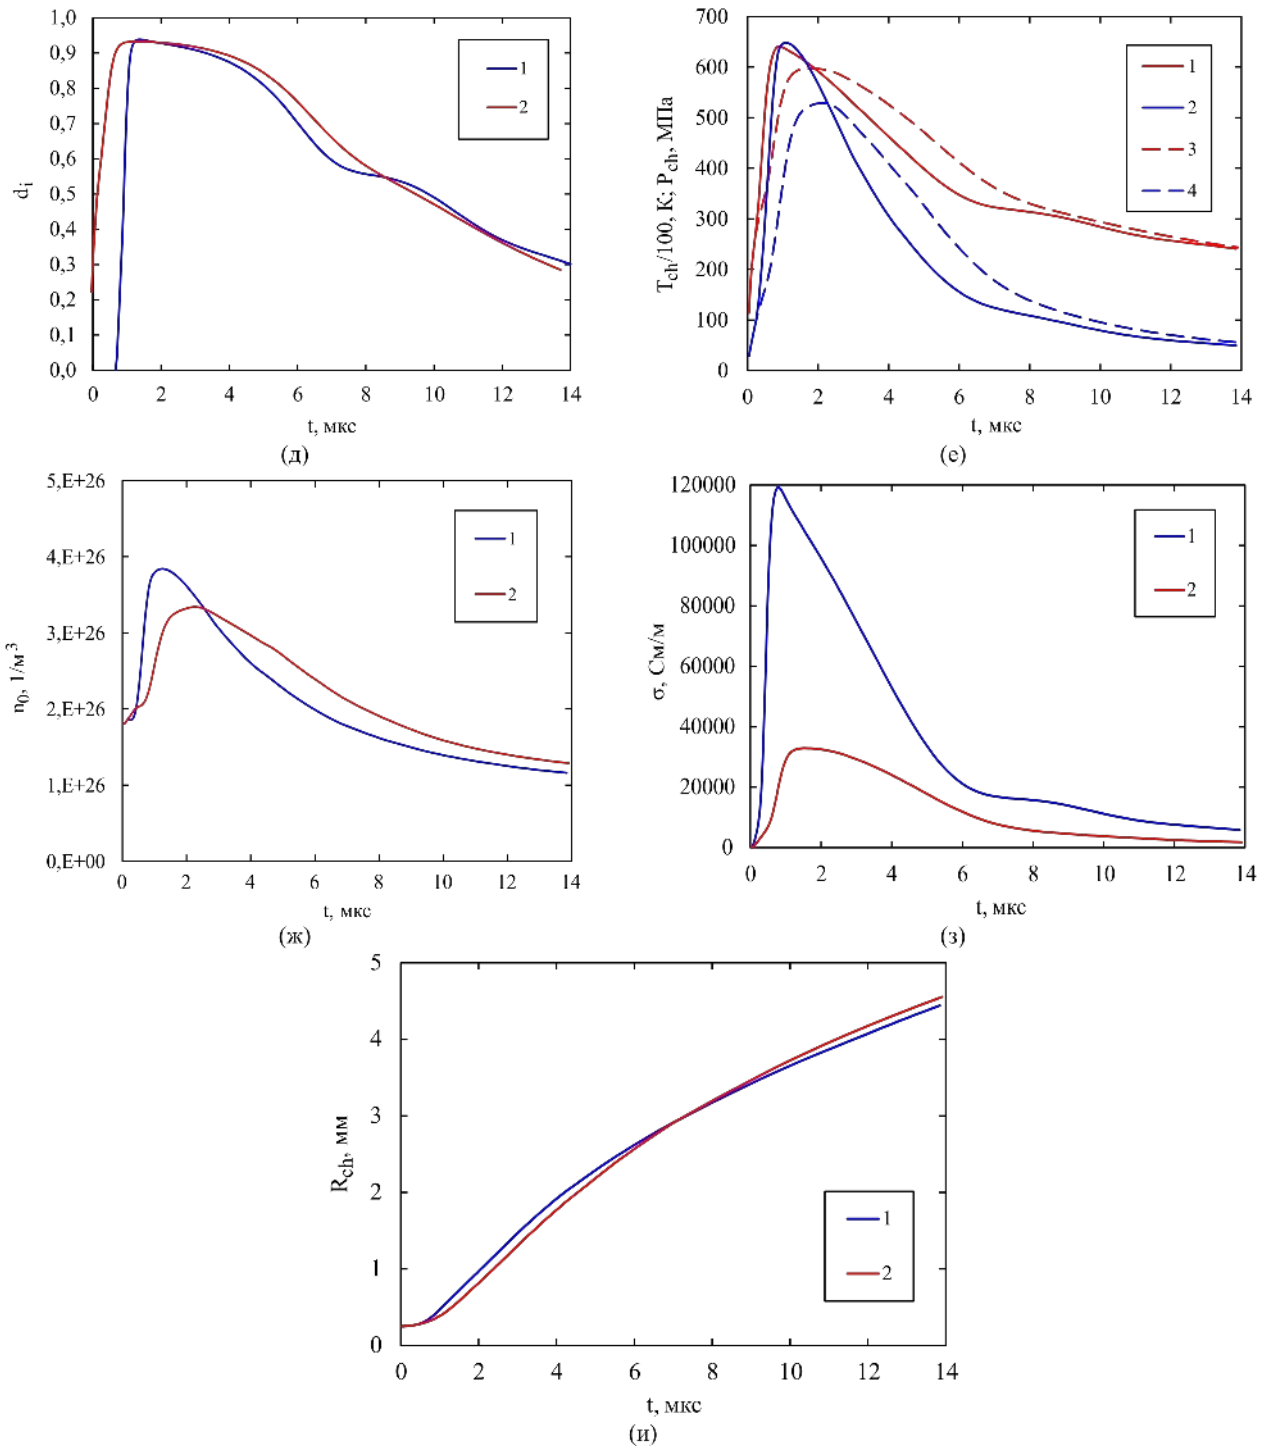 1,0
0,9
0,8
0,7
0,6
0,5
0,4
0,3
0,2
0,1
0,0
d_i
0 2 4 6 8 10 12 14
t, мкс
1
2
(д)
700
600
500
400
300
200
100
0
T_ch/100, К; P_ch, МПа
0 2 4 6 8 10 12 14
t, мкс
1
2
3
4
(е)
5,E+26
4,E+26
3,E+26
2,E+26
1,E+26
0,E+00
n_0, 1/м^3
0 2 4 6 8 10 12 14
t, мкс
1
2
(ж)
120000
100000
80000
60000
40000
20000
0
σ, См/м
0 2 4 6 8 10 12 14
t, мкс
1
2
(з)
5
4
3
2
1
0
R_ch, мм
0 2 4 6 8 10 12 14
t, мкс
1
2
(и)